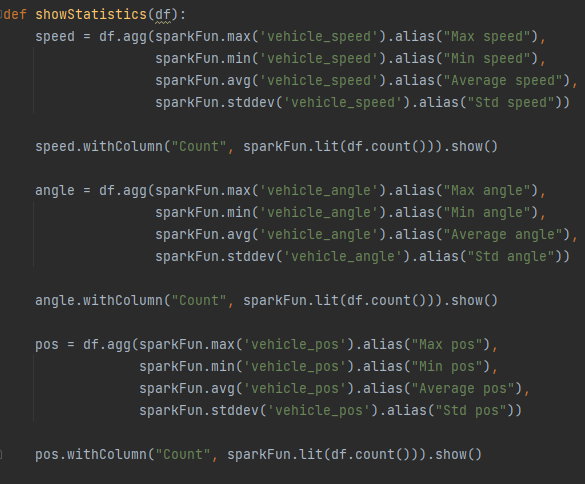 def showStatistics(df):
    speed = df.agg(sparkFun.max('vehicle_speed').alias("Max speed"),
                   sparkFun.min('vehicle_speed').alias("Min speed"),
                   sparkFun.avg('vehicle_speed').alias("Average speed"),
                   sparkFun.stddev('vehicle_speed').alias("Std speed"))

    speed.withColumn("Count", sparkFun.lit(df.count())).show()

    angle = df.agg(sparkFun.max('vehicle_angle').alias("Max angle"),
                   sparkFun.min('vehicle_angle').alias("Min angle"),
                   sparkFun.avg('vehicle_angle').alias("Average angle"),
                   sparkFun.stddev('vehicle_angle').alias("Std angle"))

    angle.withColumn("Count", sparkFun.lit(df.count())).show()

    pos = df.agg(sparkFun.max('vehicle_pos').alias("Max pos"),
                 sparkFun.min('vehicle_pos').alias("Min pos"),
                 sparkFun.avg('vehicle_pos').alias("Average pos"),
                 sparkFun.stddev('vehicle_pos').alias("Std pos"))

    pos.withColumn("Count", sparkFun.lit(df.count())).show()